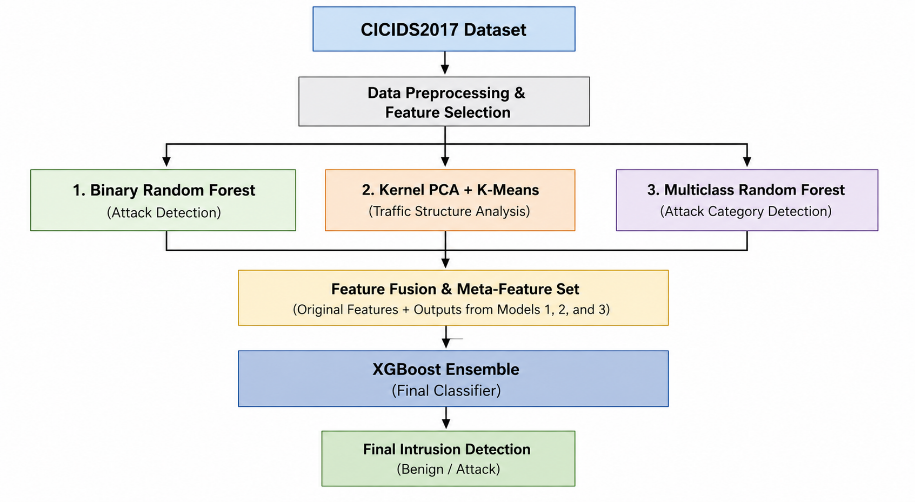 CICIDS2017 Dataset
Data Preprocessing &
Feature Selection
1. Binary Random Forest
(Attack Detection)
2. Kernel PCA + K-Means
(Traffic Structure Analysis)
3. Multiclass Random Forest
(Attack Category Detection)
Feature Fusion & Meta-Feature Set
(Original Features + Outputs from Models 1, 2, and 3)
XGBoost Ensemble
(Final Classifier)
Final Intrusion Detection
(Benign / Attack)